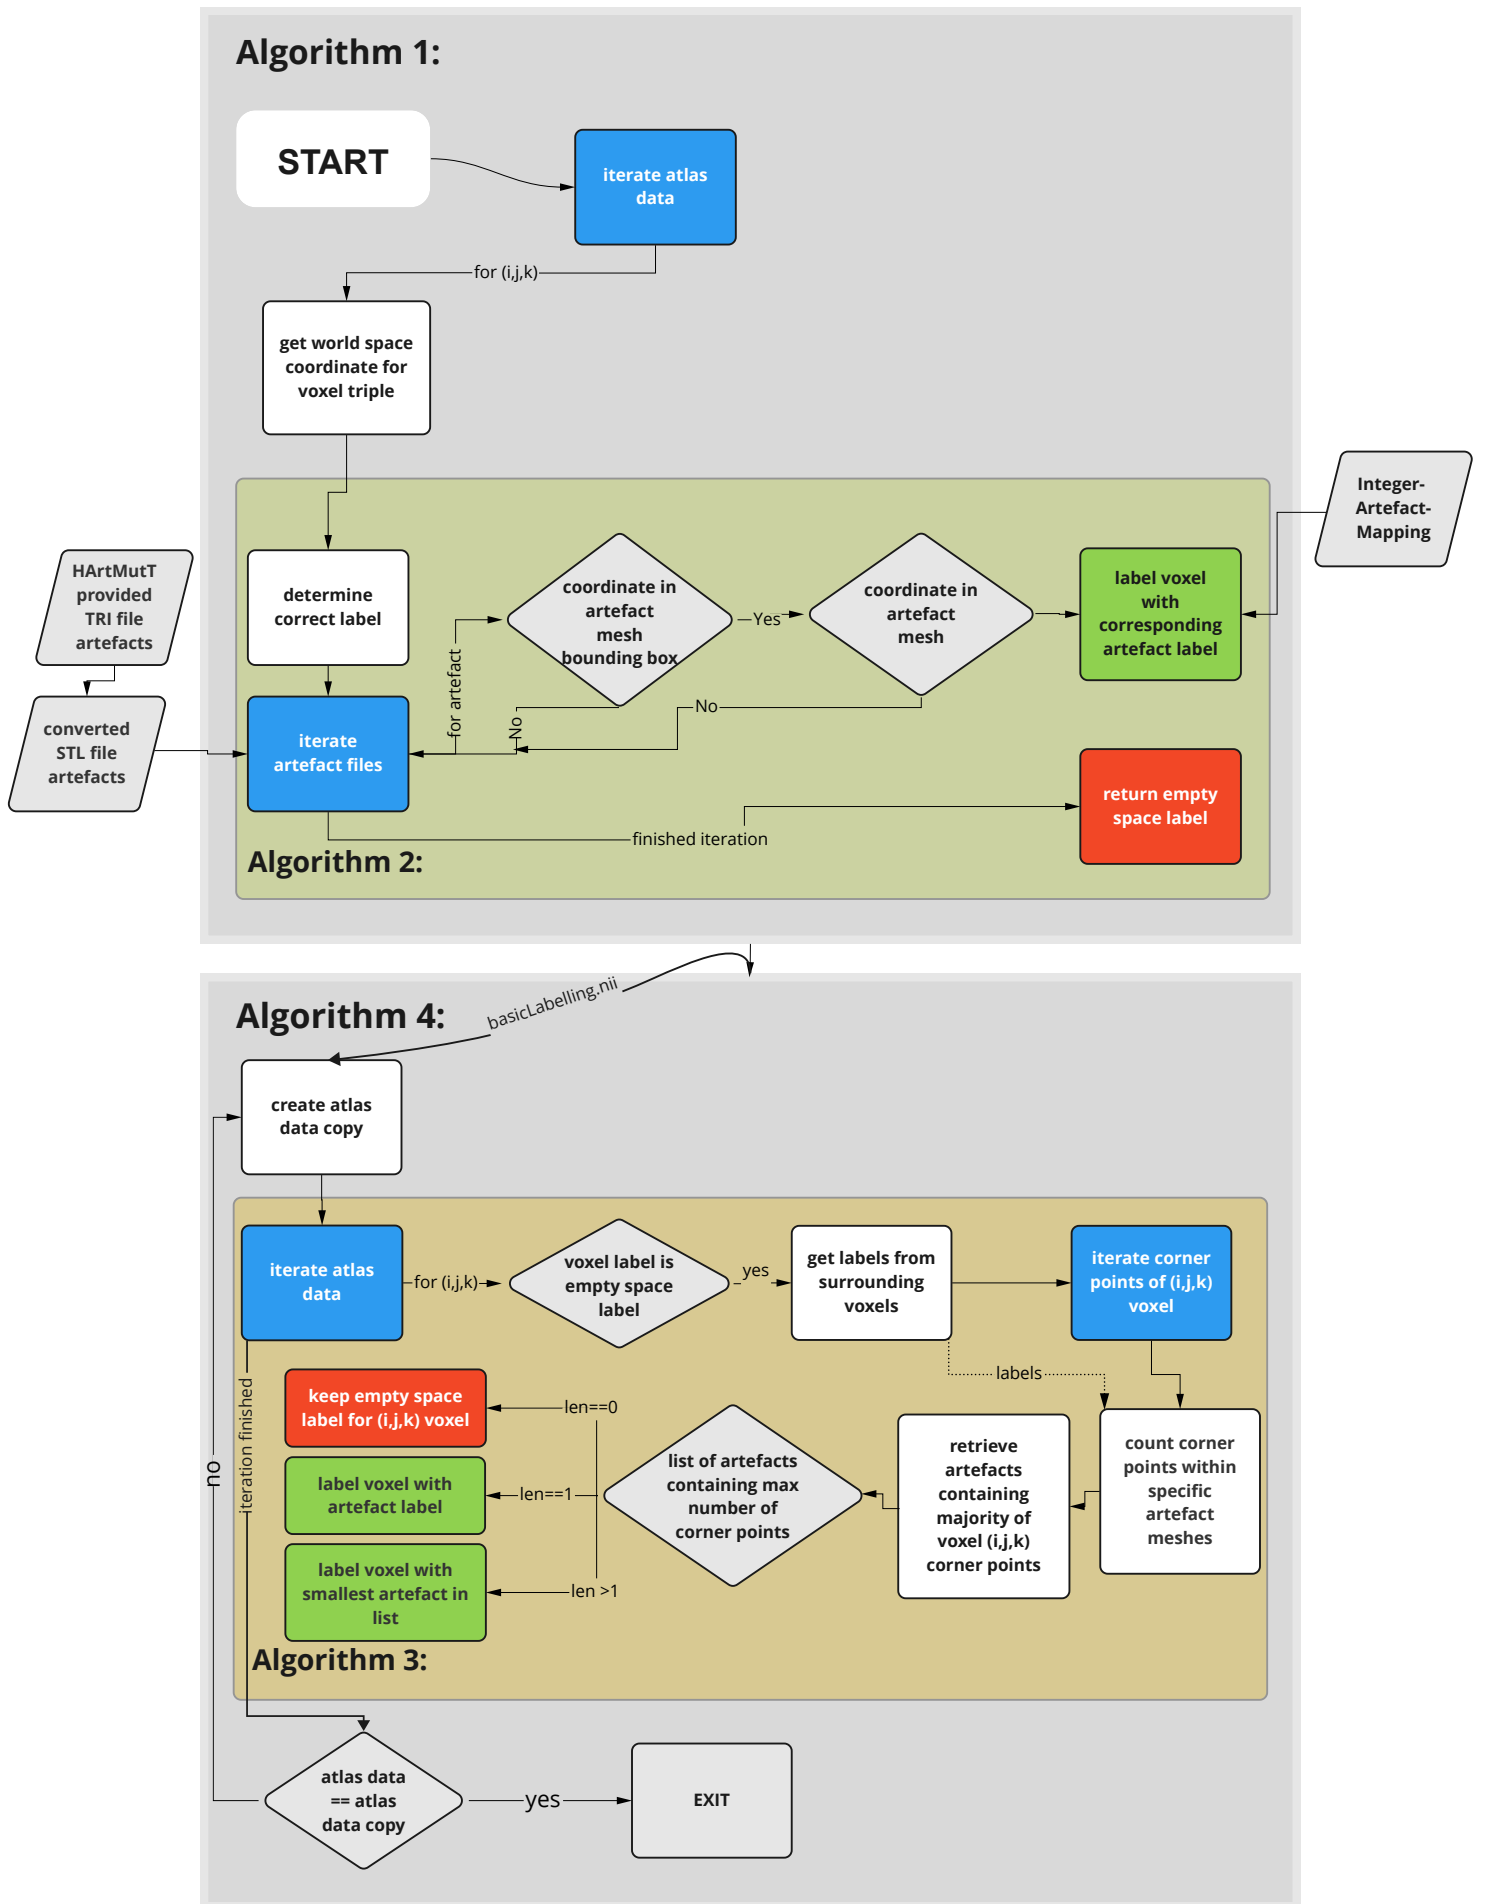 Algorithm 1:
START
iterate atlas
data
for (i,j,k)
get world space
coordinate for
voxel triple
Integer-
Artefact-
Mapping
HArtMutT
provided
TRI file
artefacts
determine
correct label
coordinate in
artefact
mesh
bounding box
Yes
coordinate in
artefact
mesh
label voxel
with
corresponding
artefact label
for artefact
No
No
converted
STL file
artefacts
iterate
artefact files
return empty
space label
finished iteration
Algorithm 2:
basicLabelling.nii
Algorithm 4:
create atlas
data copy
iterate atlas
data
for (i,j,k)
voxel label is
empty space
label
yes
get labels from
surrounding
voxels
iterate corner
points of (i,j,k)
voxel
labels
iteration finished
no
keep empty space
label for (i,j,k) voxel
len==0
label voxel with
artefact label
len==1
label voxel with
smallest artefact in
list
len >1
list of artefacts
containing max
number of
corner points
retrieve
artefacts
containing
majority of
voxel (i,j,k)
corner points
count corner
points within
specific
artefact
meshes
Algorithm 3:
atlas data
== atlas
data copy
yes
EXIT